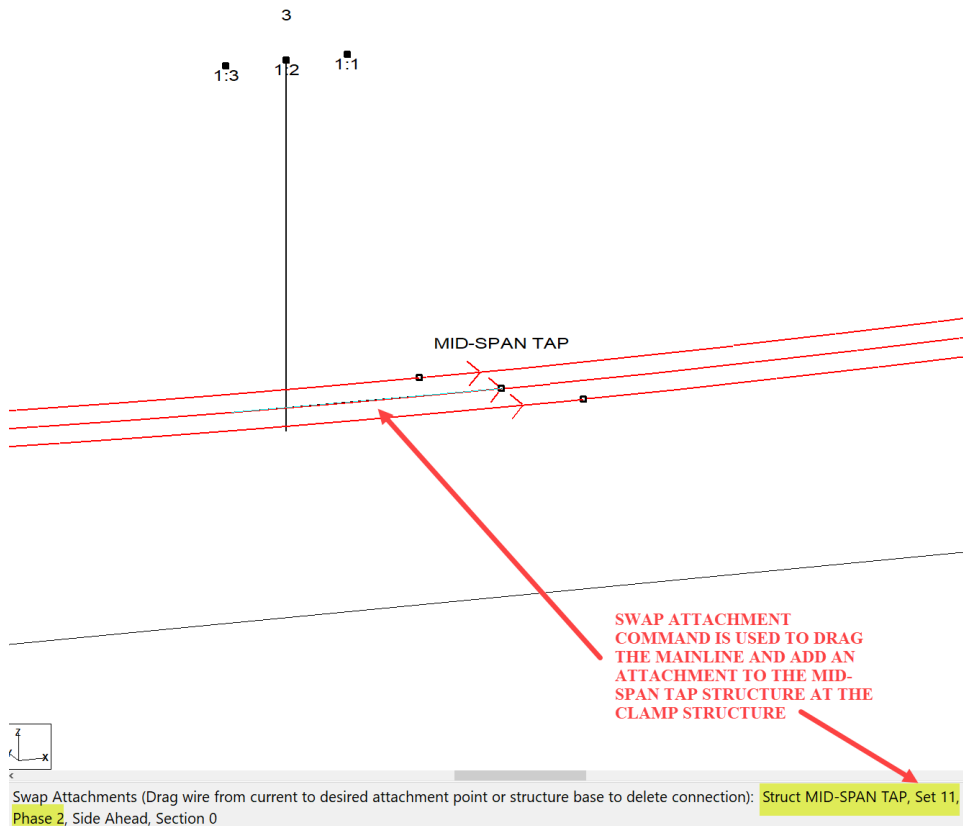 3
1:3
1:2
1:1
MID-SPAN TAP
SWAP ATTACHMENT
COMMAND IS USED TO DRAG
THE MAINLINE AND ADD AN
ATTACHMENT TO THE MID-
SPAN TAP STRUCTURE AT THE
CLAMP STRUCTURE
Z
X
Swap Attachments (Drag wire from current to desired attachment point or structure base to delete connection): Struct MID-SPAN TAP, Set 11,
Phase 2, Side Ahead, Section 0